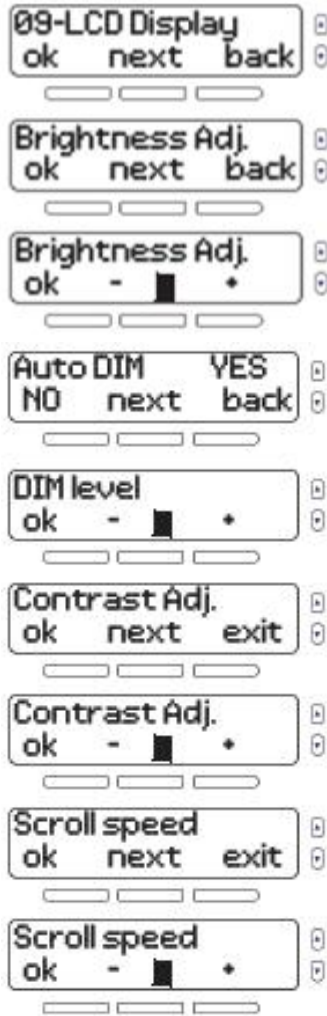 09-LCD Display
ok next back
Brightness Adj.
ok next back
Brightness Adj.
ok - +
Auto DIM YES
NO next back
DIM level
ok - +
Contrast Adj.
ok next exit
Contrast Adj.
ok - +
Scroll speed
ok next exit
Scroll speed
ok - +